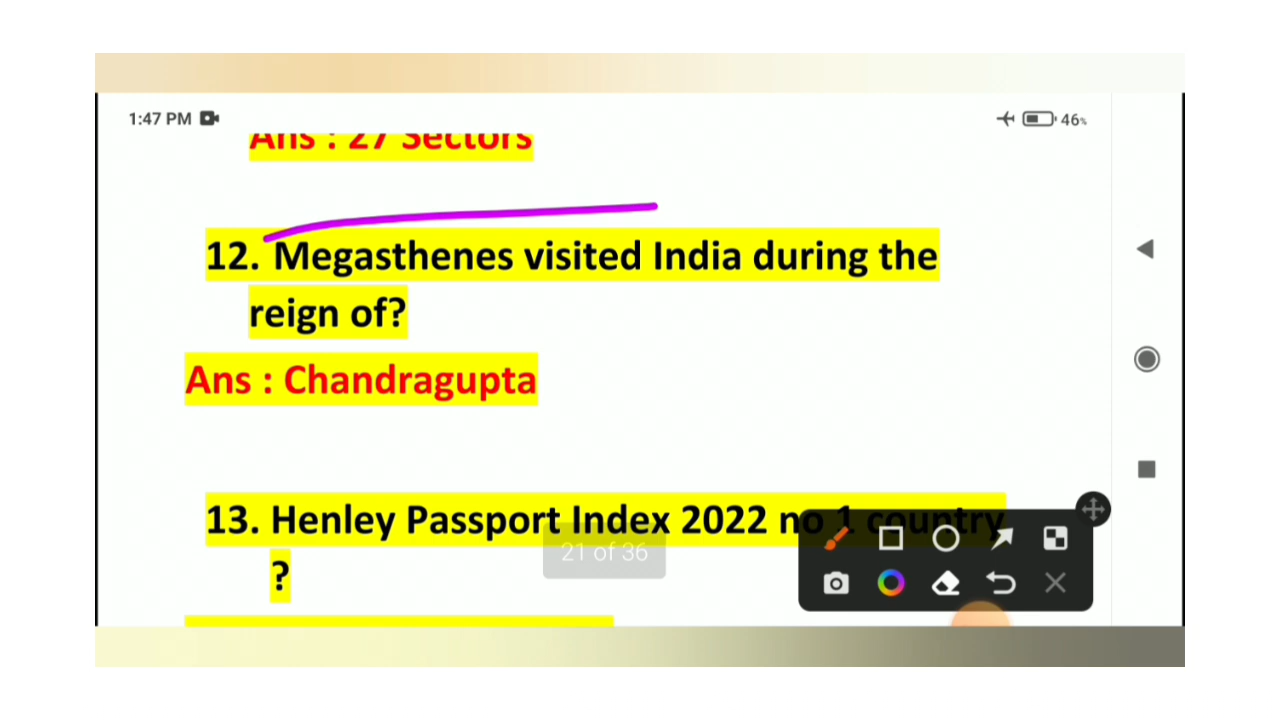 1:47 PM
46%
Ans : 27 Sectors
12. Megasthenes visited India during the
reign of?
Ans : Chandragupta
13. Henley Passport Index 2022 no 1 country
?
21 of 36